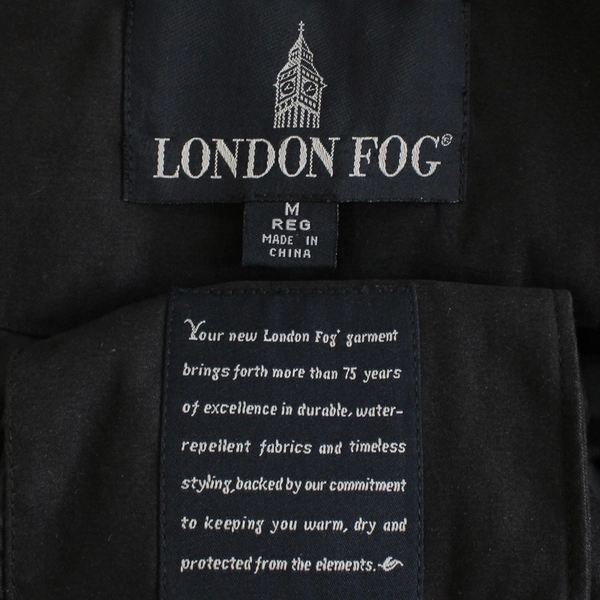 LONDON FOG®
M
REG
MADE IN
CHINA
Your new London Fog® garment
brings forth more than 75 years
of excellence in durable, water-
repellent fabrics and timeless
styling, backed by our commitment
to keeping you warm, dry and
protected from the elements.